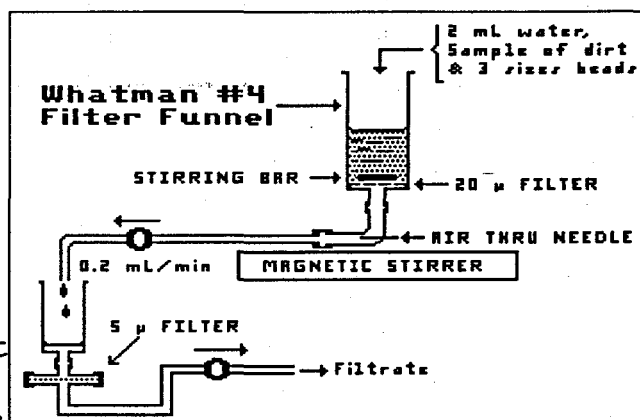 2 mL water,
Sample of dirt
& 3 sizes beads
Whatman #4
Filter Funnel
STIRRING BAR
20 µ FILTER
AIR THRU NEEDLE
0.2 mL/min
MAGNETIC STIRRER
5 µ FILTER
Filtrate